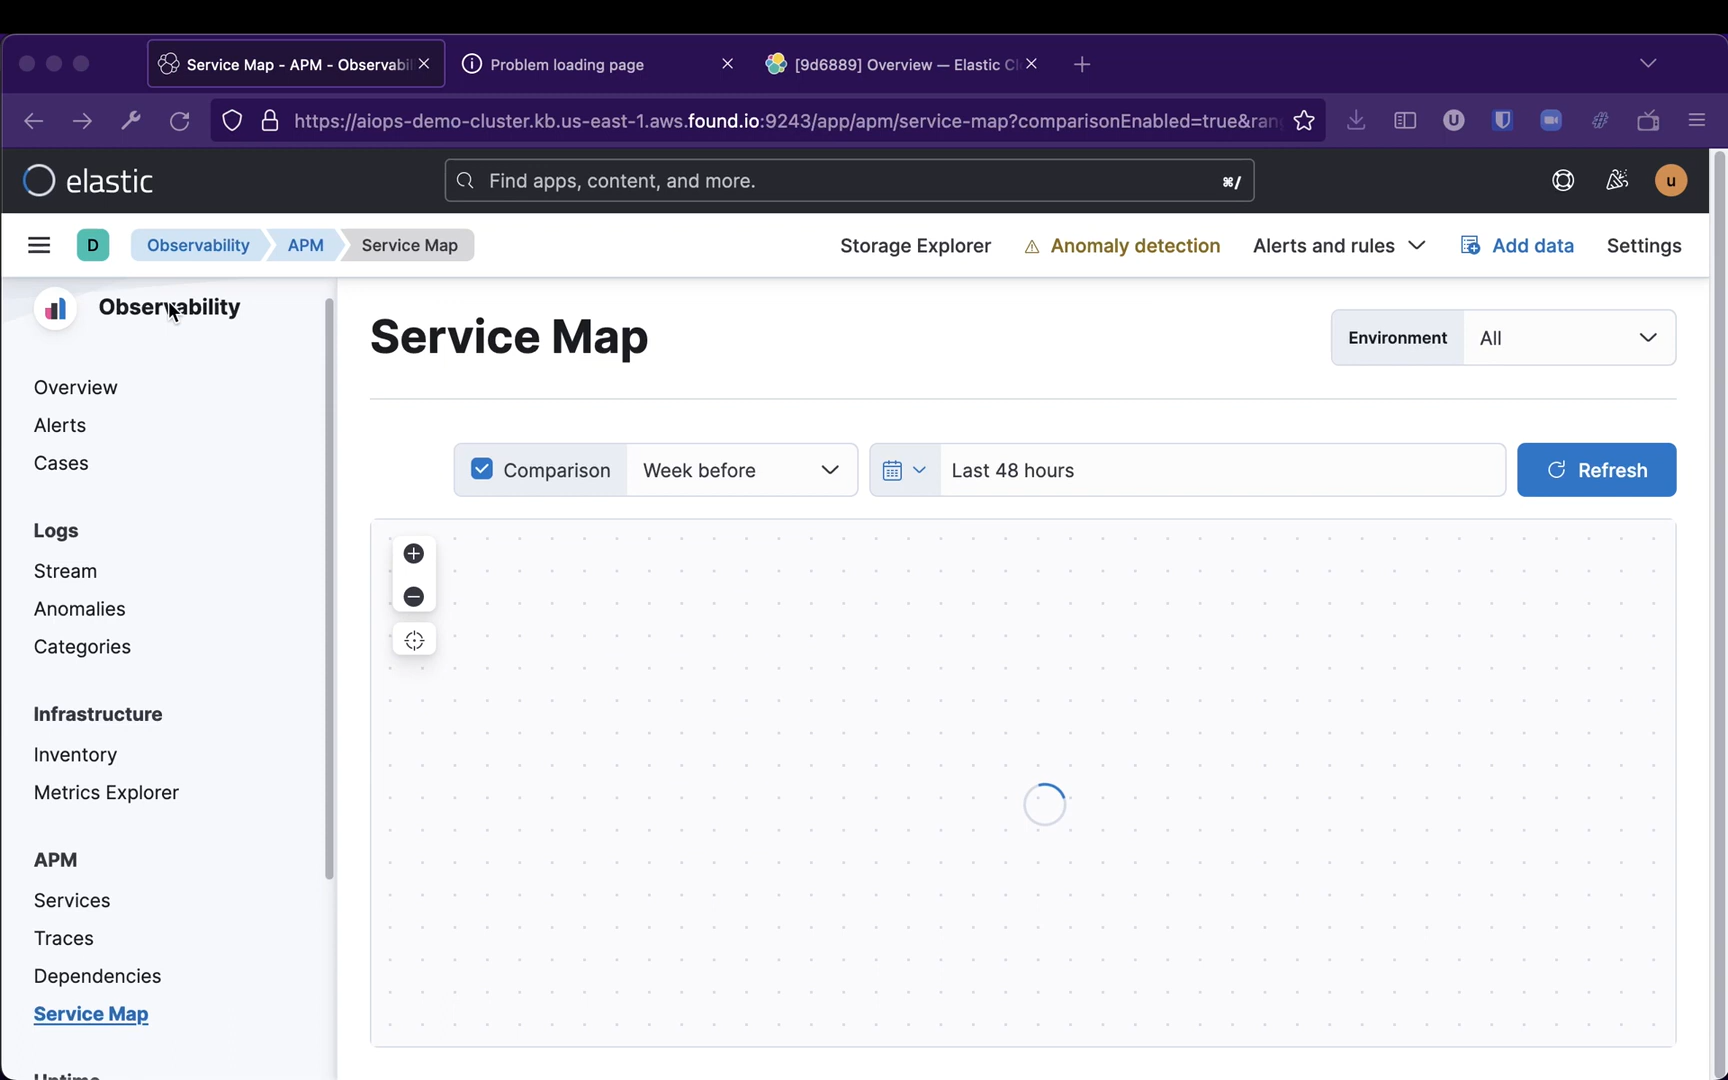 Service Map - APM - Observabil
Problem loading page
[9d6889] Overview — Elastic Cl
https://aiops-demo-cluster.kb.us-east-1.aws.found.io:9243/app/apm/service-map?comparisonEnabled=true&ran
elastic
Find apps, content, and more.
⌘/
u
D
Observability
APM
Service Map
Storage Explorer
Anomaly detection
Alerts and rules
Add data
Settings
Observability
Overview
Alerts
Cases
Logs
Stream
Anomalies
Categories
Infrastructure
Inventory
Metrics Explorer
APM
Services
Traces
Dependencies
Service Map
Service Map
Environment
All
Comparison
Week before
Last 48 hours
Refresh